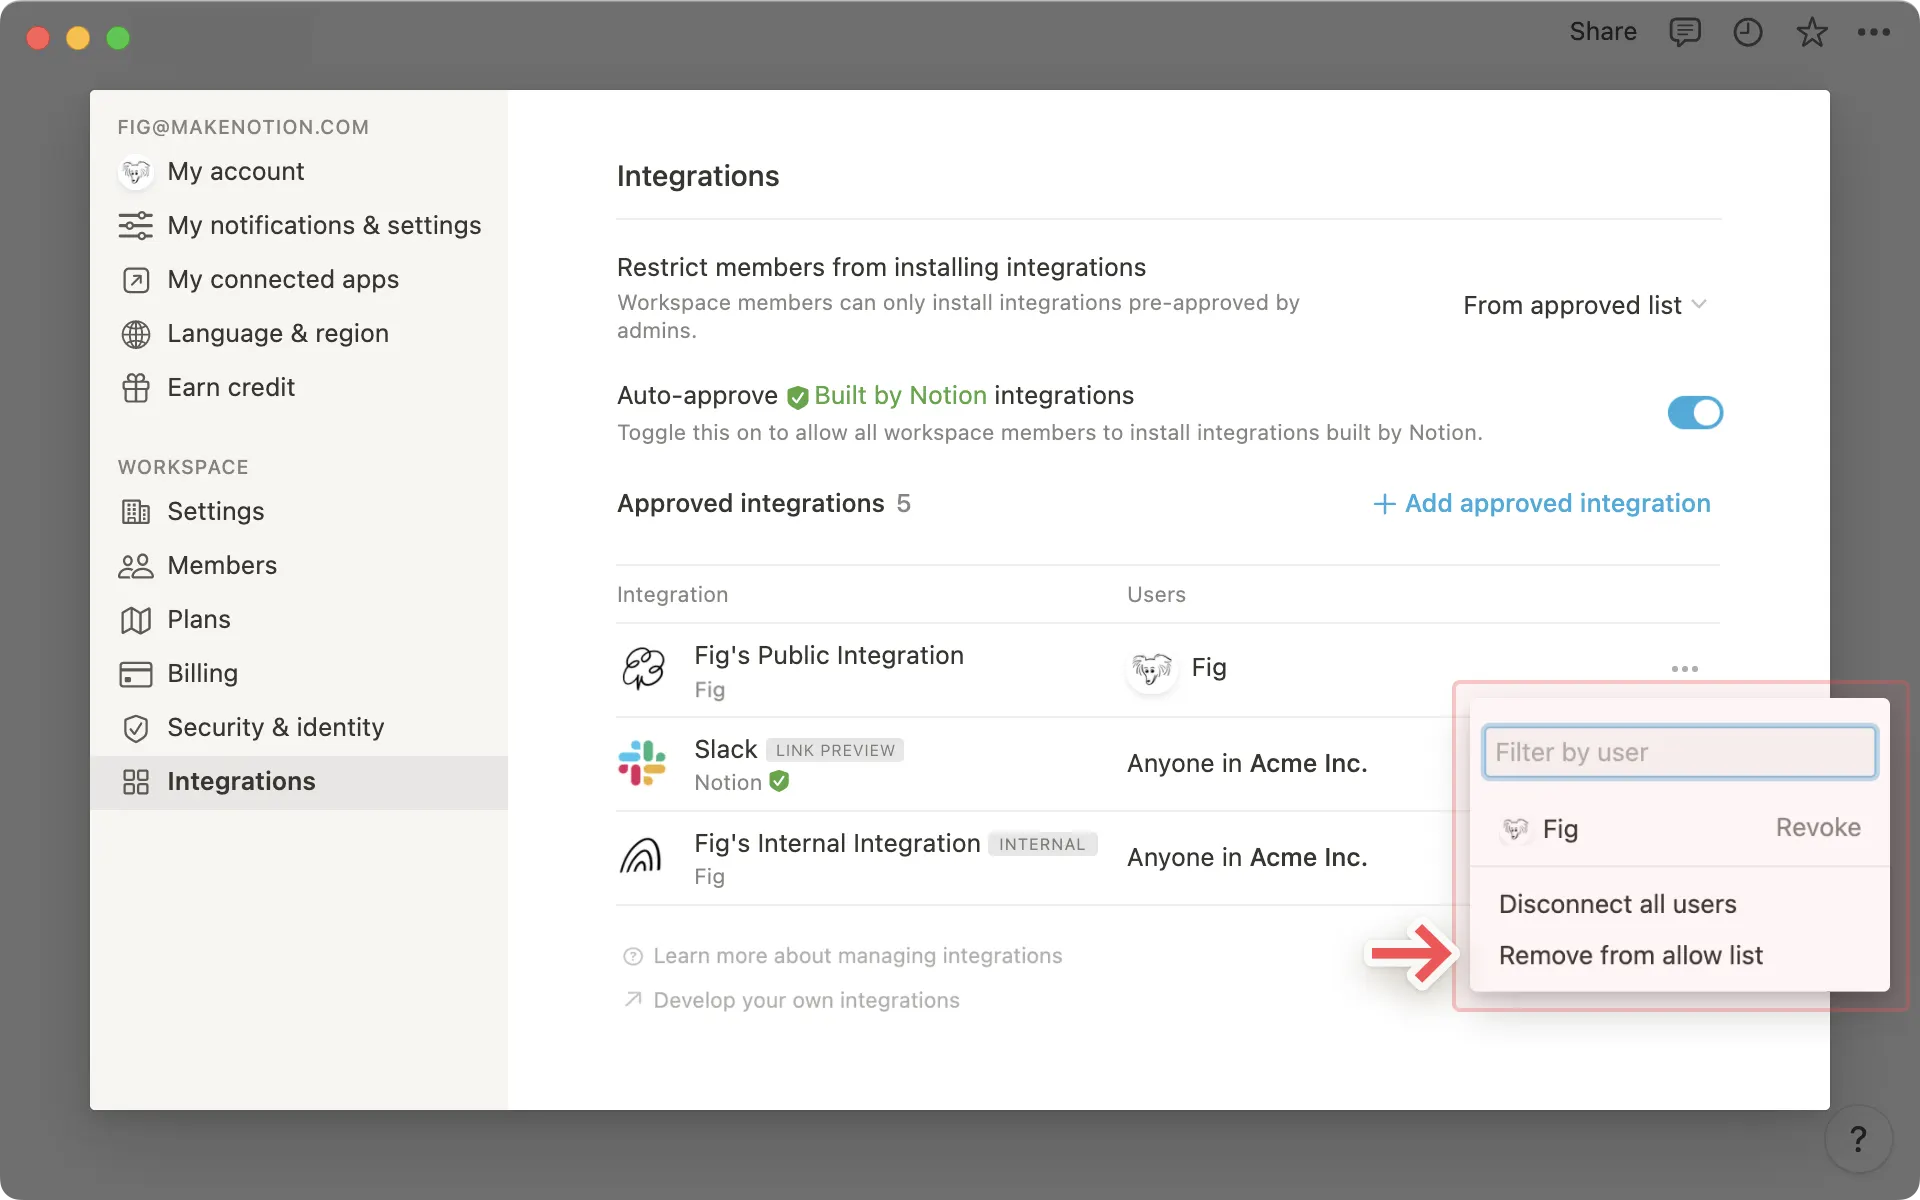 Share
FIG@MAKENOTION.COM
My account
My notifications & settings
My connected apps
Language & region
Earn credit
WORKSPACE
Settings
Members
Plans
Billing
Security & identity
Integrations
Integrations
Restrict members from installing integrations
Workspace members can only install integrations pre-approved by
admins.
From approved list
Auto-approve Built by Notion integrations
Toggle this on to allow all workspace members to install integrations built by Notion.
Approved integrations 5
+ Add approved integration
Integration Users
Fig's Public Integration
Fig
Fig
Slack LINK PREVIEW
Notion
Anyone in Acme Inc.
Fig's Internal Integration INTERNAL
Fig
Anyone in Acme Inc.
Learn more about managing integrations
Develop your own integrations
Filter by user
Fig Revoke
Disconnect all users
Remove from allow list
?